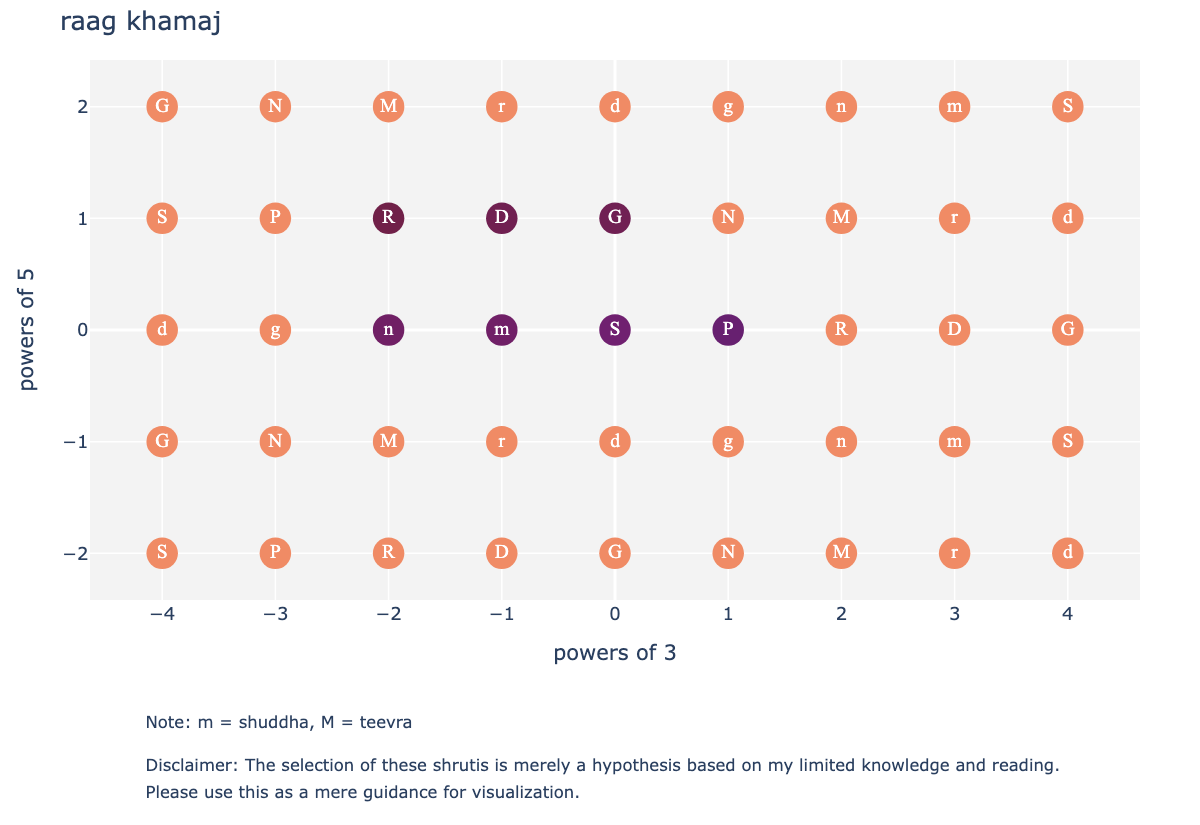 raag khamaj
2 G N M r d g n m S
1 S P R D G N M r d
0 d g n m S P R D G
−1 G N M r d g n m S
−2 S P R D G N M r d
powers of 5
−4 −3 −2 −1 0 1 2 3 4
powers of 3
Note: m = shuddha, M = teevra
Disclaimer: The selection of these shrutis is merely a hypothesis based on my limited knowledge and reading.
Please use this as a mere guidance for visualization.